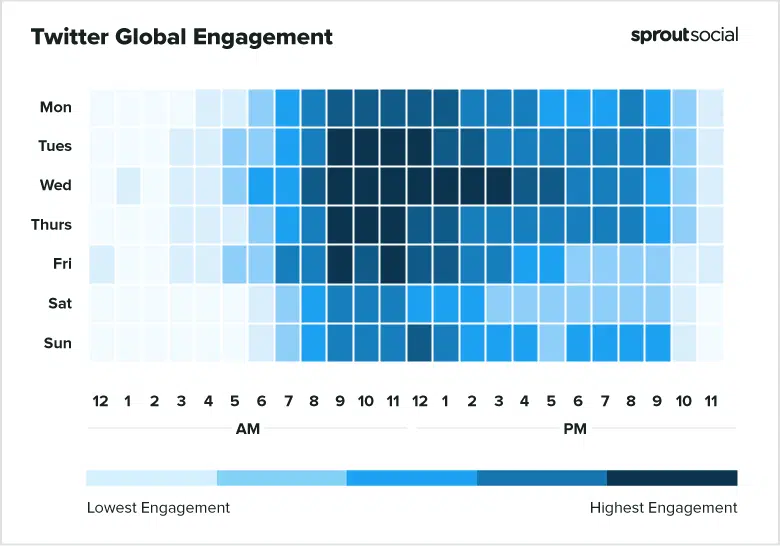 Twitter Global Engagement
sproutsocial
Mon
Tues
Wed
Thurs
Fri
Sat
Sun
12 1 2 3 4 5 6 7 8 9 10 11 12 1 2 3 4 5 6 7 8 9 10 11
AM PM
Lowest Engagement Highest Engagement